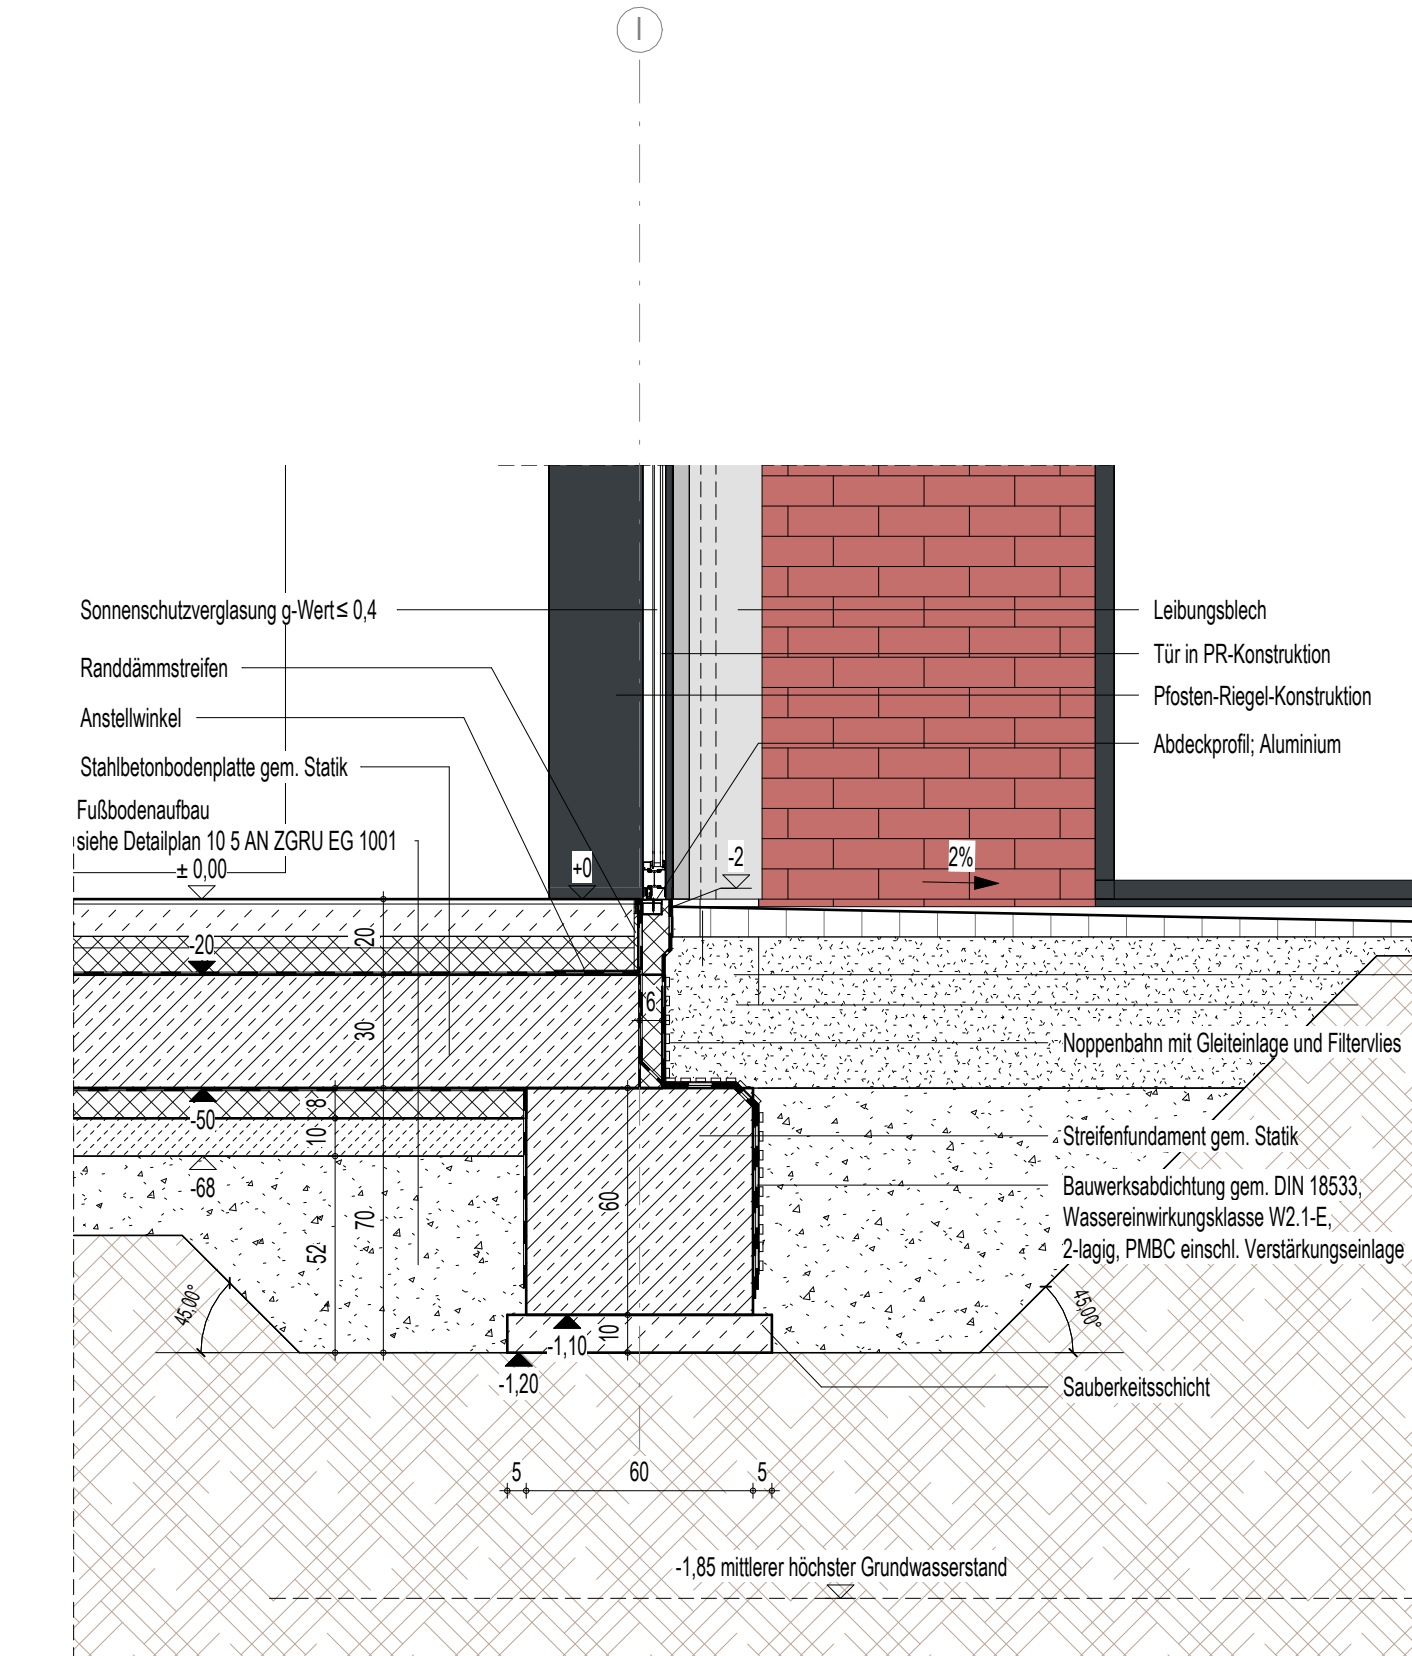 I
Sonnenschutzverglasung g-Wert ≤ 0,4
Randdämmstreifen
Anstellwinkel
Stahlbetonbodenplatte gem. Statik
Fußbodenaufbau
siehe Detailplan 10 5 AN ZGRU EG 1001
± 0,00
Leibungsblech
Tür in PR-Konstruktion
Pfosten-Riegel-Konstruktion
Abdeckprofil; Aluminium
+0
-2
2%
-20
20
30
6
-50
8
10
-68
52
70
60
10
-1,10
-1,20
45,00°
45,00°
Noppenbahn mit Gleiteinlage und Filtervlies
Streifenfundament gem. Statik
Bauwerksabdichtung gem. DIN 18533,
Wassereinwirkungsklasse W2.1-E,
2-lagig, PMBC einschl. Verstärkungseinlage
Sauberkeitsschicht
5 60 5
-1,85 mittlerer höchster Grundwasserstand